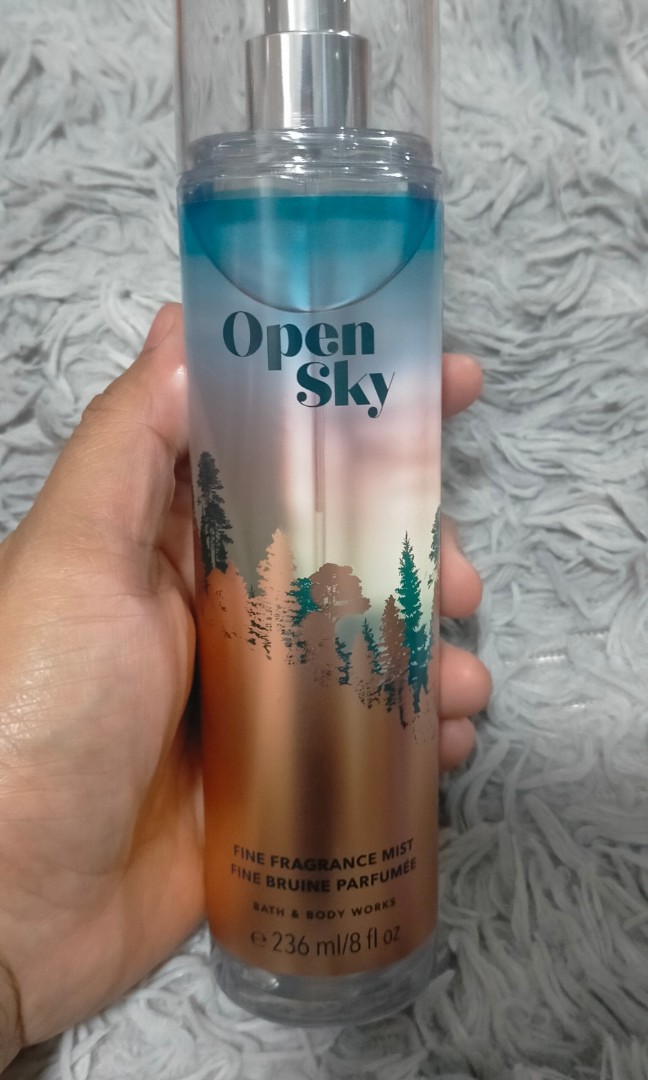 Open
Sky
FINE FRAGRANCE MIST
FINE BRUINE PARFUMÉE
BATH & BODY WORKS
℮ 236 ml/8 fl oz